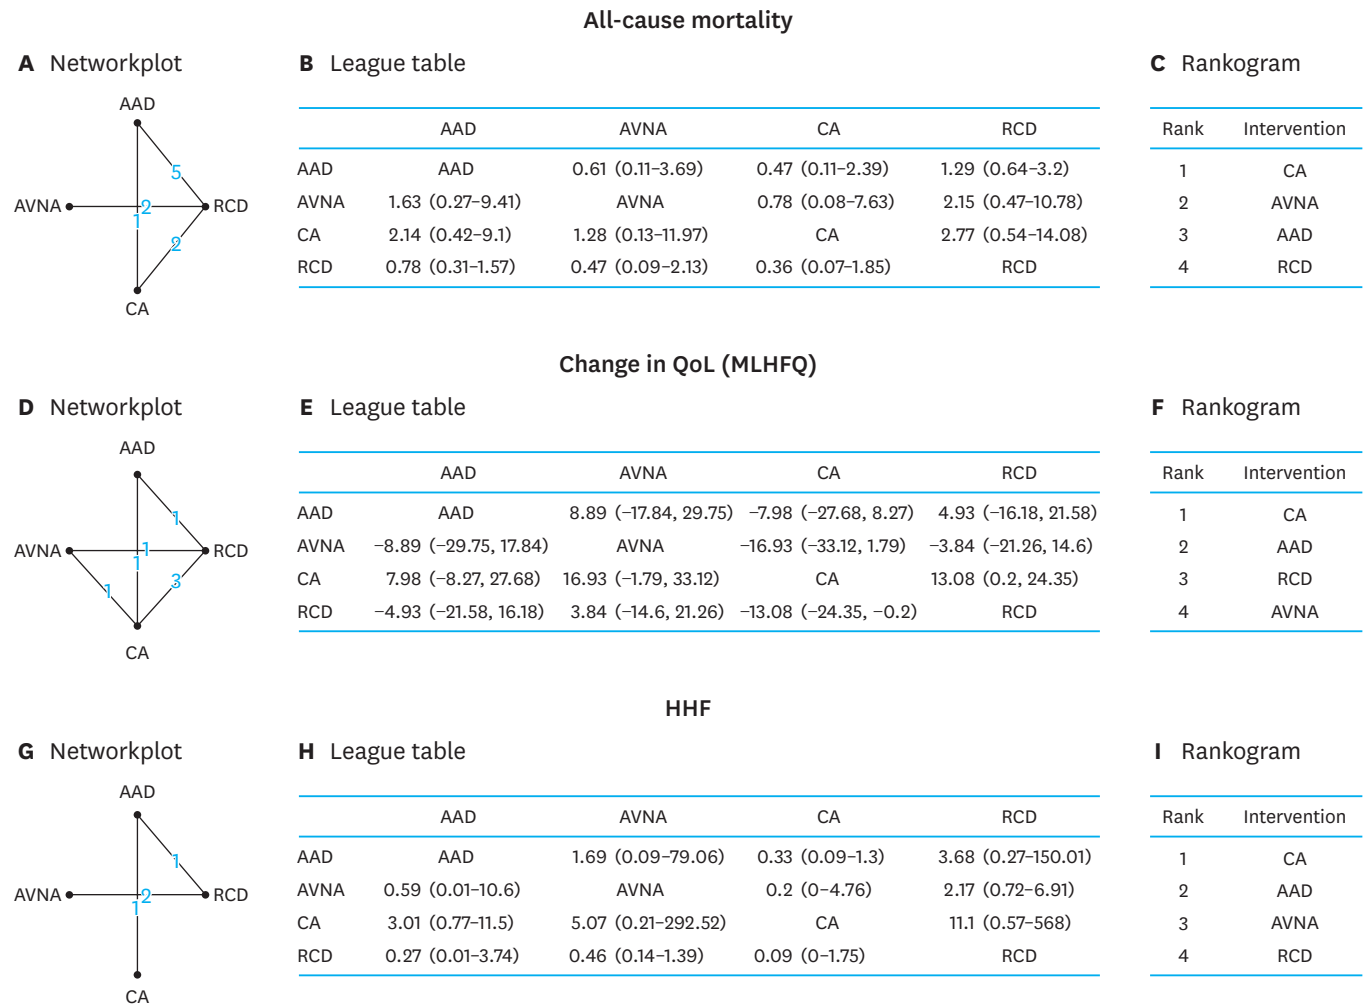 All-cause mortality
A Networkplot
AAD
5
AVNA
2
RCD
1
2
CA
B League table
AAD AVNA CA RCD
AAD AAD 0.61 (0.11–3.69) 0.47 (0.11–2.39) 1.29 (0.64–3.2)
AVNA 1.63 (0.27–9.41) AVNA 0.78 (0.08–7.63) 2.15 (0.47–10.78)
CA 2.14 (0.42–9.1) 1.28 (0.13–11.97) CA 2.77 (0.54–14.08)
RCD 0.78 (0.31–1.57) 0.47 (0.09–2.13) 0.36 (0.07–1.85) RCD
C Rankogram
Rank Intervention
1 CA
2 AVNA
3 AAD
4 RCD
Change in QoL (MLHFQ)
D Networkplot
AAD
1
AVNA
1
RCD
1
3
1
CA
E League table
AAD AVNA CA RCD
AAD AAD 8.89 (−17.84, 29.75) −7.98 (−27.68, 8.27) 4.93 (−16.18, 21.58)
AVNA −8.89 (−29.75, 17.84) AVNA −16.93 (−33.12, 1.79) −3.84 (−21.26, 14.6)
CA 7.98 (−8.27, 27.68) 16.93 (−1.79, 33.12) CA 13.08 (0.2, 24.35)
RCD −4.93 (−21.58, 16.18) 3.84 (−14.6, 21.26) −13.08 (−24.35, −0.2) RCD
F Rankogram
Rank Intervention
1 CA
2 AAD
3 RCD
4 AVNA
HHF
G Networkplot
AAD
1
AVNA
2
RCD
1
CA
H League table
AAD AVNA CA RCD
AAD AAD 1.69 (0.09–79.06) 0.33 (0.09–1.3) 3.68 (0.27–150.01)
AVNA 0.59 (0.01–10.6) AVNA 0.2 (0–4.76) 2.17 (0.72–6.91)
CA 3.01 (0.77–11.5) 5.07 (0.21–292.52) CA 11.1 (0.57–568)
RCD 0.27 (0.01–3.74) 0.46 (0.14–1.39) 0.09 (0–1.75) RCD
I Rankogram
Rank Intervention
1 CA
2 AAD
3 AVNA
4 RCD